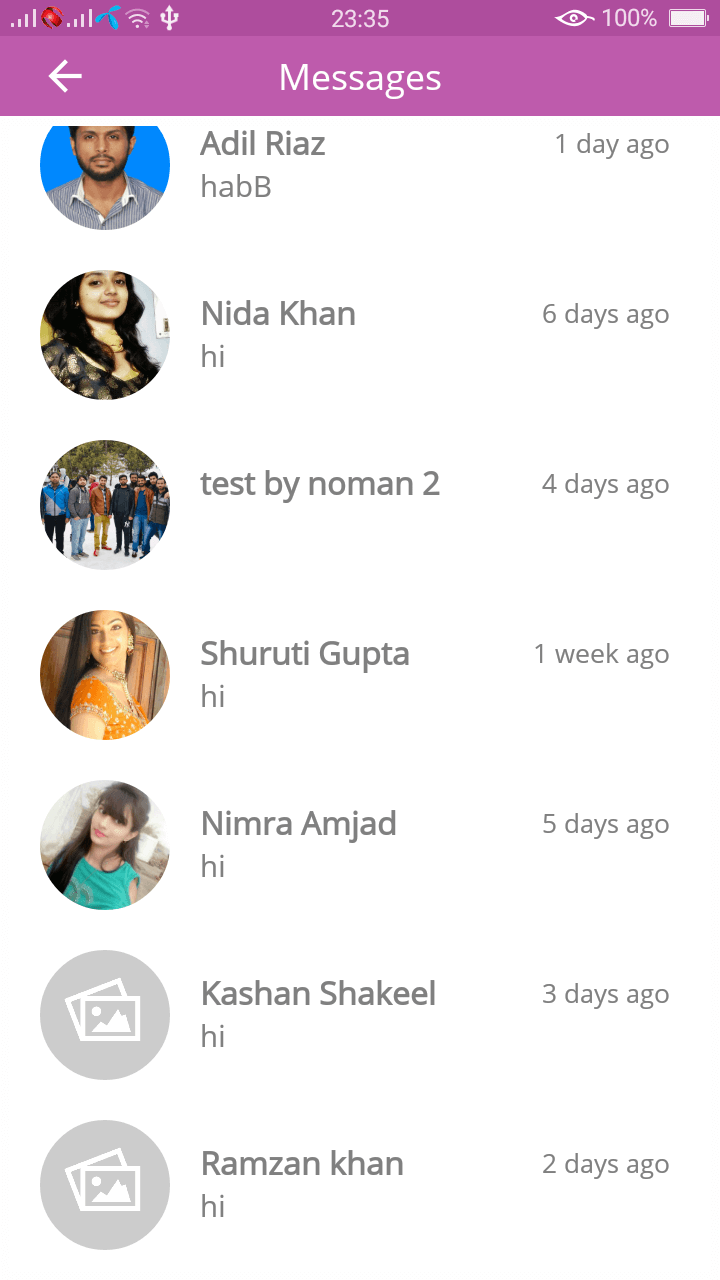 23:35
100%
Messages
Adil Riaz
1 day ago
habB
Nida Khan
6 days ago
hi
test by noman 2
4 days ago
Shuruti Gupta
1 week ago
hi
Nimra Amjad
5 days ago
hi
Kashan Shakeel
3 days ago
hi
Ramzan khan
2 days ago
hi